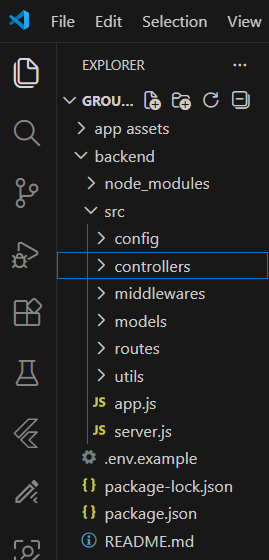 File Edit Selection View
EXPLORER
GROU...
app assets
backend
node_modules
src
config
controllers
middlewares
models
routes
utils
JS app.js
JS server.js
.env.example
{} package-lock.json
{} package.json
README.md